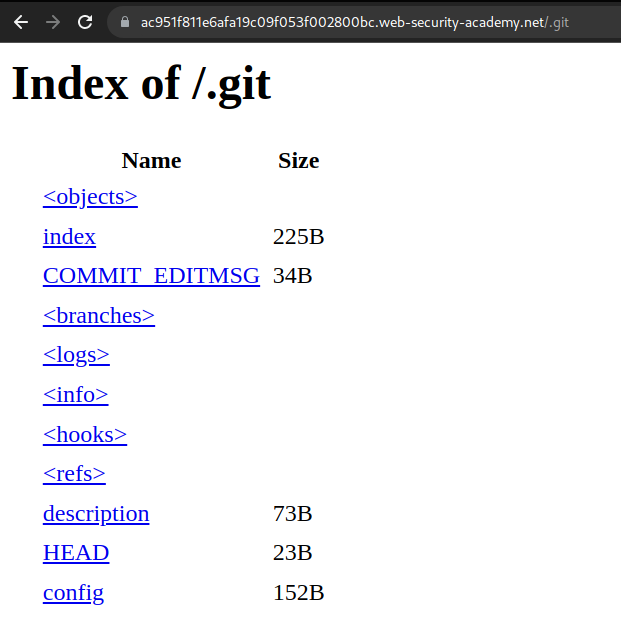 ac951f811e6afa19c09f053f002800bc.web-security-academy.net/.git
Index of /.git
Name Size
<objects>
index 225B
COMMIT_EDITMSG 34B
<branches>
<logs>
<info>
<hooks>
<refs>
description 73B
HEAD 23B
config 152B